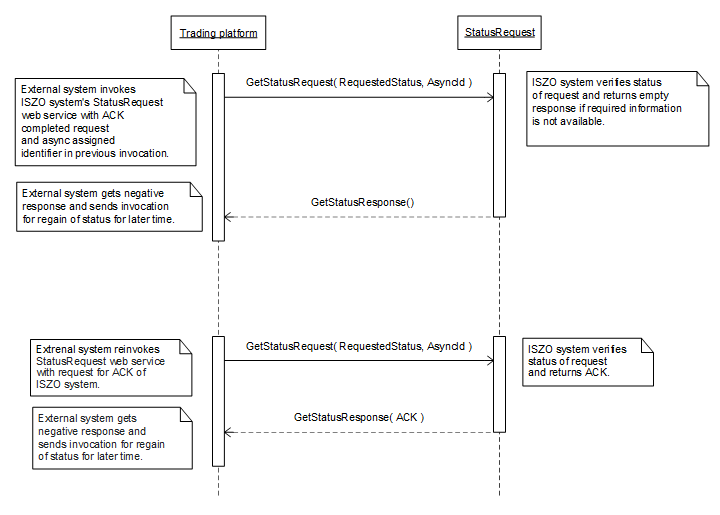 Trading platform
StatusRequest
External system invokes
ISZO system's StatusRequest
web service with ACK
completed request
and async assigned
identifier in previous invocation.
GetStatusRequest( RequestedStatus, AsyncId )
ISZO system verifies status
of request and returns empty
response if required information
is not available.
External system gets negative
response and sends invocation
for regain of status for later time.
GetStatusResponse()
Extrenal system reinvokes
StatusRequest web service
with request for ACK of
ISZO system.
GetStatusRequest( RequestedStatus, AsyncId )
ISZO system verifies
status of request
and returns ACK.
External system gets
negative response and
sends invocation for regain
of status for later time.
GetStatusResponse( ACK )